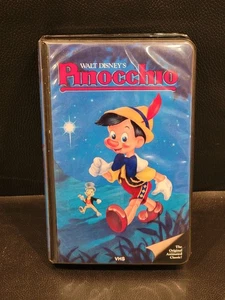 WALT DISNEY'S
Pinocchio
The
Original
Animated
Classic!
VHS